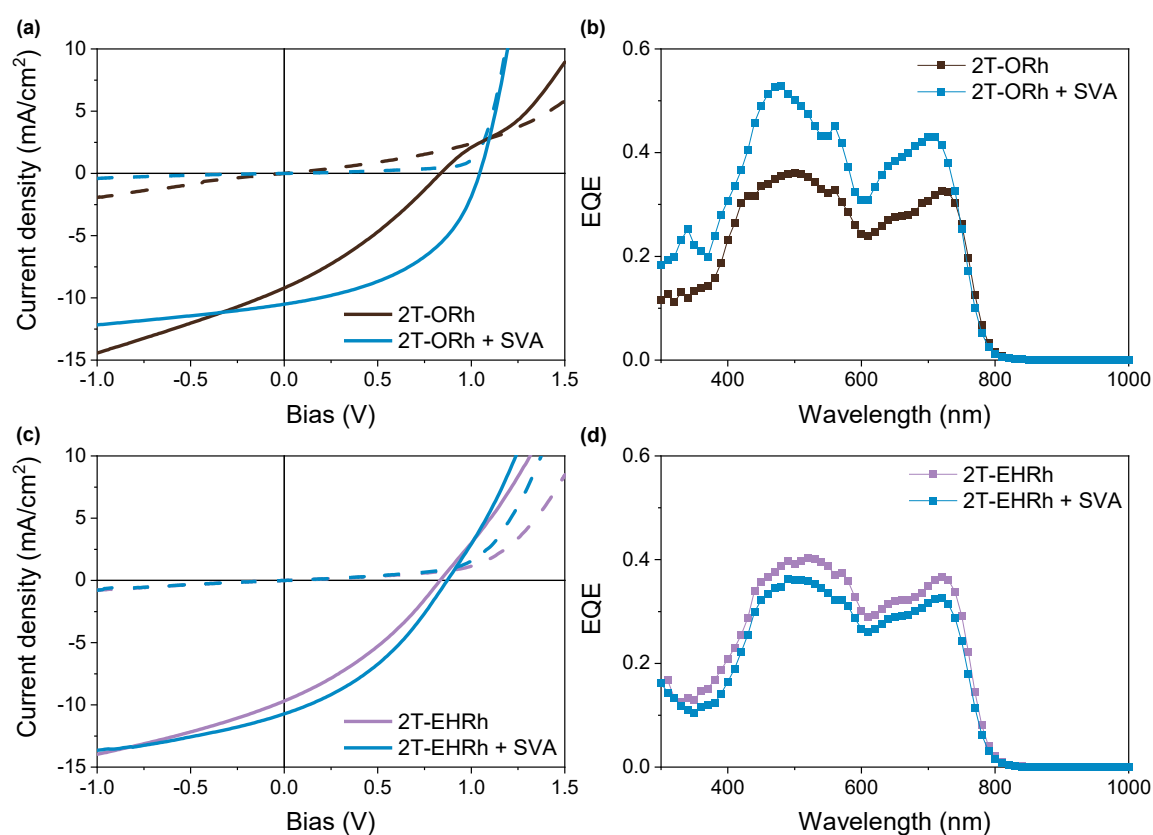 (a)
Current density (mA/cm²)
10
5
0
-5
-10
-15
-1.0 -0.5 0.0 0.5 1.0 1.5
Bias (V)
2T-ORh
2T-ORh + SVA
(b)
EQE
0.6
0.4
0.2
0.0
400 600 800 1000
Wavelength (nm)
2T-ORh
2T-ORh + SVA
(c)
Current density (mA/cm²)
10
5
0
-5
-10
-15
-1.0 -0.5 0.0 0.5 1.0 1.5
Bias (V)
2T-EHRh
2T-EHRh + SVA
(d)
EQE
0.6
0.4
0.2
0.0
400 600 800 1000
Wavelength (nm)
2T-EHRh
2T-EHRh + SVA